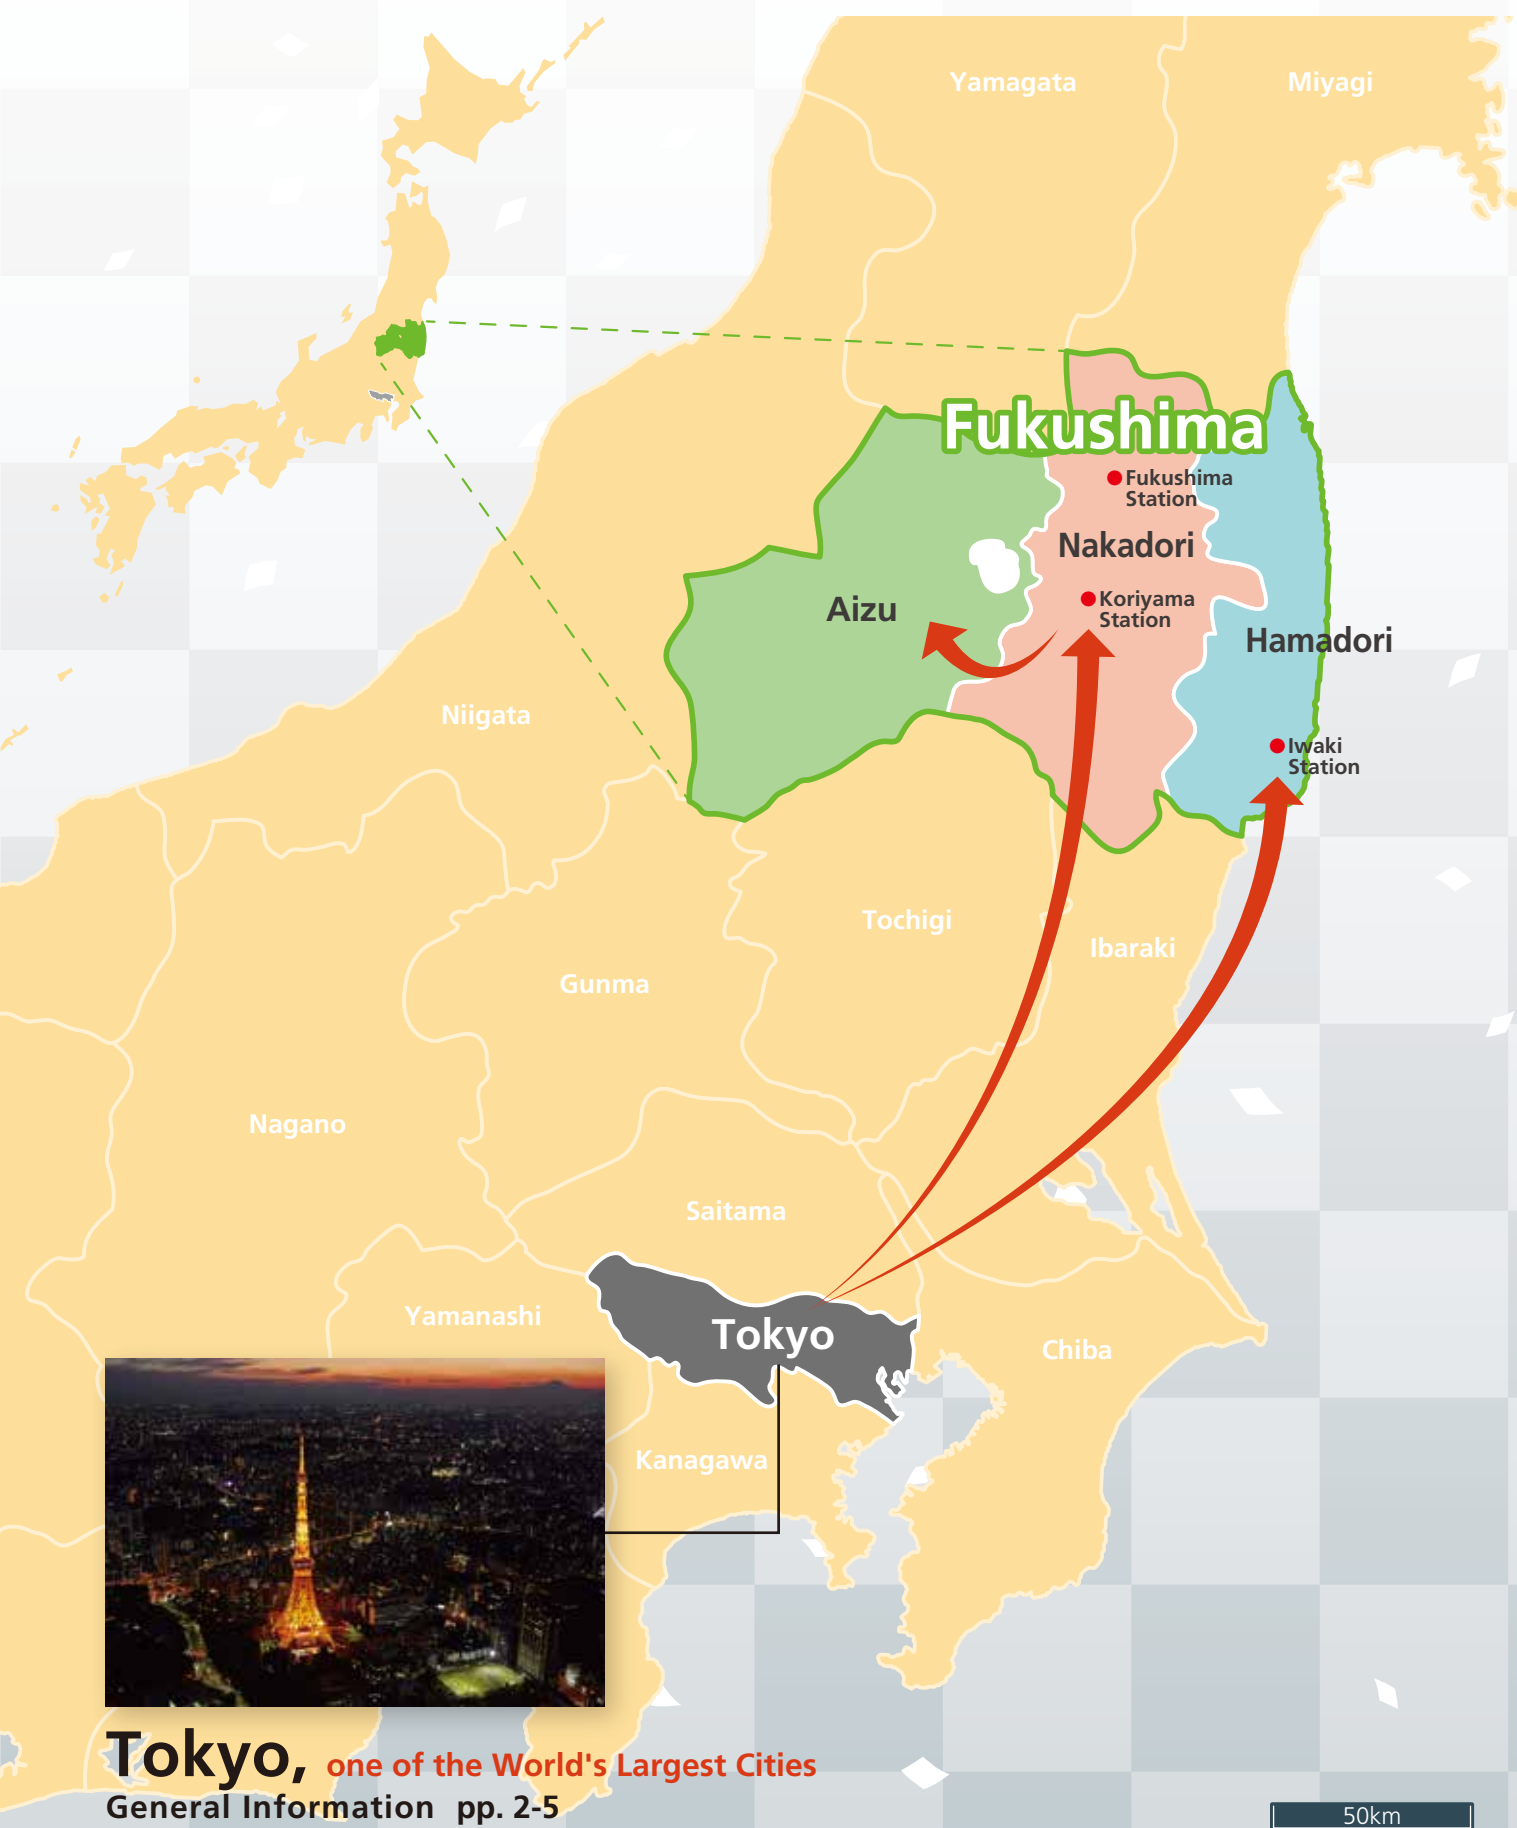 Yamagata
Miyagi
Fukushima
Fukushima
Station
Nakadori
Koriyama
Station
Aizu
Hamadori
Iwaki
Station
Niigata
Tochigi
Ibaraki
Gunma
Nagano
Saitama
Yamanashi
Tokyo
Chiba
Kanagawa
Tokyo, one of the World's Largest Cities
General Information pp. 2-5
50km